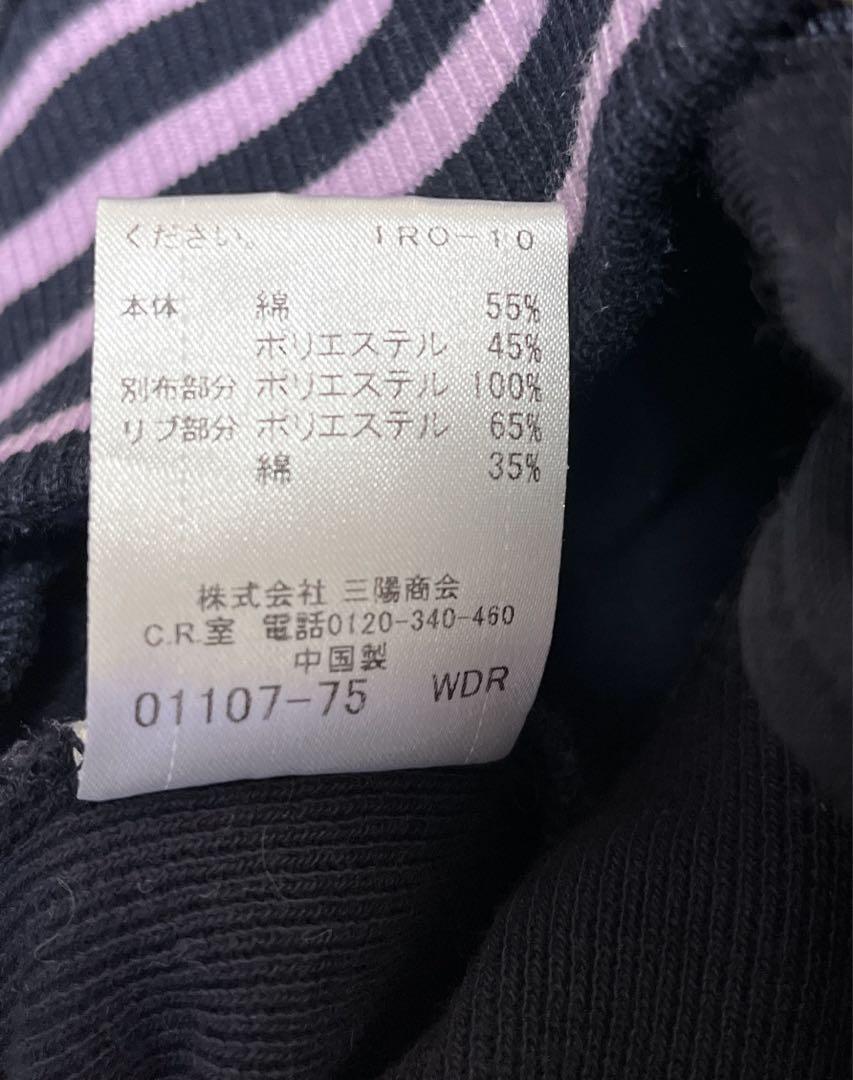 ください。 IRO-10
本体 綿 55%
ポリエステル 45%
別布部分 ポリエステル 100%
リブ部分 ポリエステル 65%
綿 35%
株式会社 三陽商会
C.R.室 電話0120-340-460
中国製
01107-75 WDR